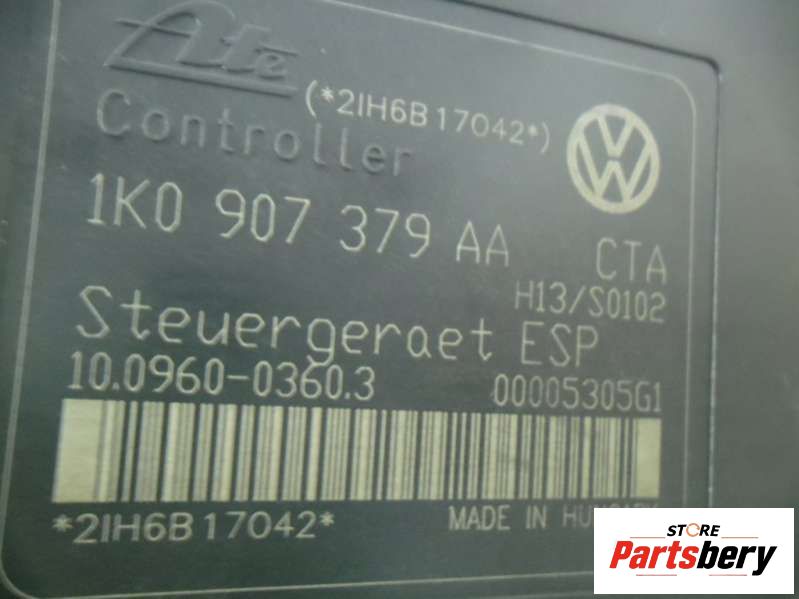 Ate
(*2IH6B17042*)
Controller
1K0 907 379 AA
CTA
H13/S0102
Steuergeraet ESP
10.0960-0360.3
00005305G1
*2IH6B17042*
MADE IN HUNGARY
STORE
Partsbery